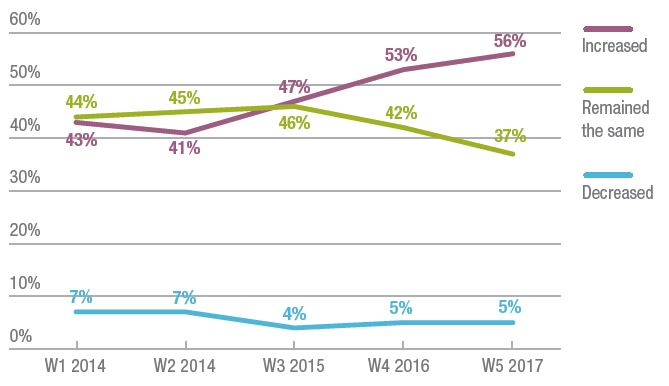 60%
56%
Increased
53%
50%
47%
44%
45%
Remained
the same
40%
43%
41%
46%
42%
37%
30%
Decreased
20%
10%
7%
7%
4%
5%
5%
0%
W1 2014
W2 2014
W3 2015
W4 2016
W5 2017